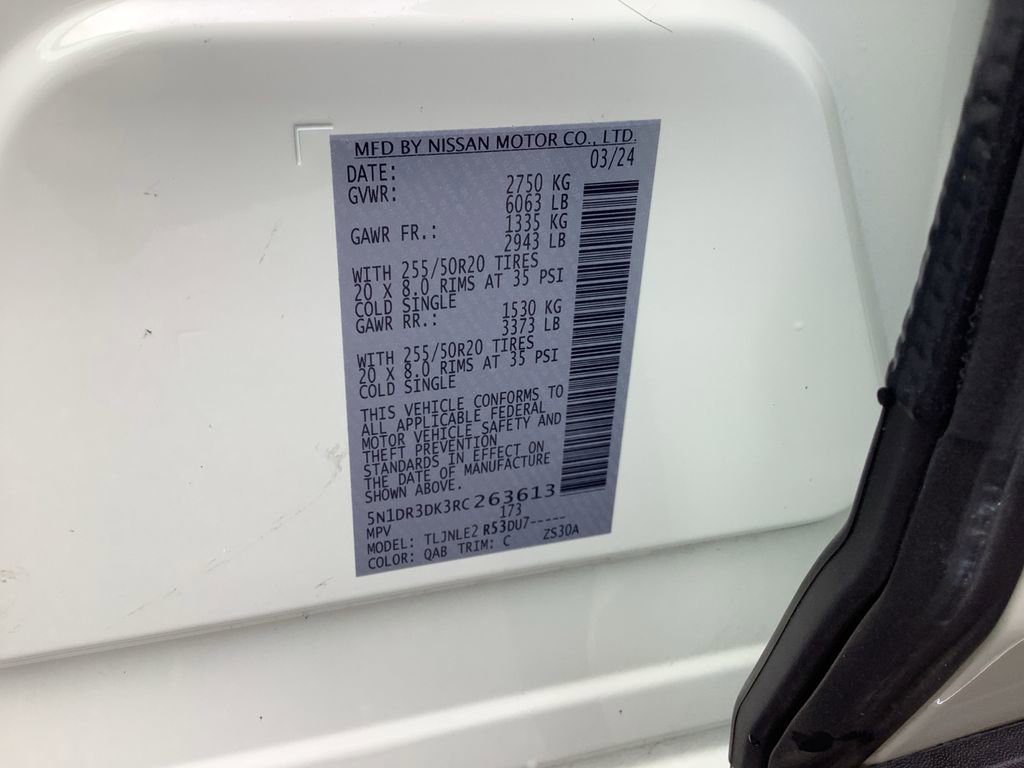 MFD BY NISSAN MOTOR CO., LTD.
DATE: 03/24
GVWR: 2750 KG
6063 LB
GAWR FR.: 1335 KG
2943 LB
WITH 255/50R20 TIRES
20 X 8.0 RIMS AT 35 PSI
COLD SINGLE
GAWR RR.: 1530 KG
3373 LB
WITH 255/50R20 TIRES
20 X 8.0 RIMS AT 35 PSI
COLD SINGLE
THIS VEHICLE CONFORMS TO
ALL APPLICABLE FEDERAL
MOTOR VEHICLE SAFETY AND
THEFT PREVENTION
STANDARDS IN EFFECT ON
THE DATE OF MANUFACTURE
SHOWN ABOVE.
5N1DR3DK3RC263613
MPV 173
MODEL: TLJNLE2 R53DU7-----
COLOR: QAB TRIM: C ZS30A